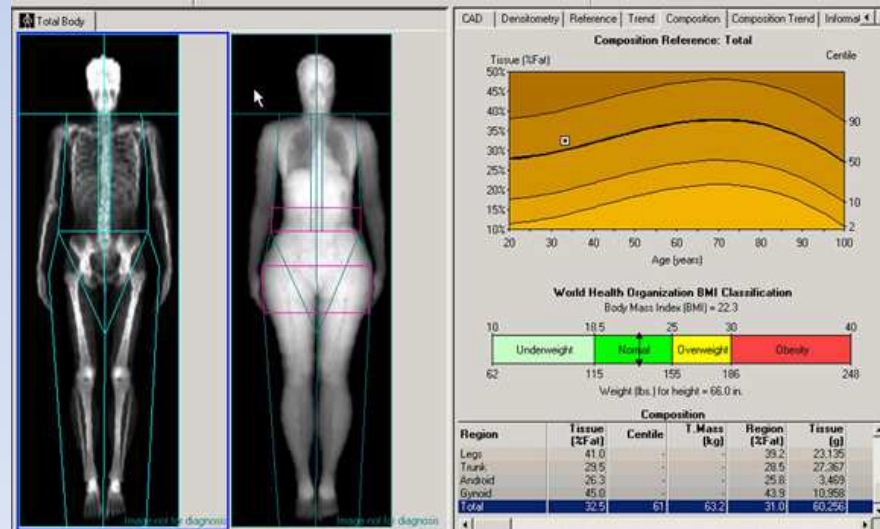 Total Body
Image not for diagnosis
Image not for diagnosis
CAD Densitometry Reference Trend Composition Composition Trend Informat
Composition Reference: Total
Tissue (%Fat) Centile
50%
45%
40%
35%
30%
25%
20%
15%
10%
90
50
10
2
20 30 40 50 60 70 80 90 100
Age (years)
World Health Organization BMI Classification
Body Mass Index (BMI) = 22.3
10 18.5 25 30 40
Underweight Normal Overweight Obesity
62 115 155 186 248
Weight (lbs.) for height = 66.0 in.
Composition
Region Tissue (%Fat) Centile T.Mass (kg) Region (%Fat) Tissue (g)
Legs 41.0 - - 39.2 23,135
Trunk 29.5 - - 28.5 27,367
Android 26.3 - - 25.8 3,469
Gynoid 45.0 - - 43.9 10,958
Total 32.5 61 63.2 31.0 60,256